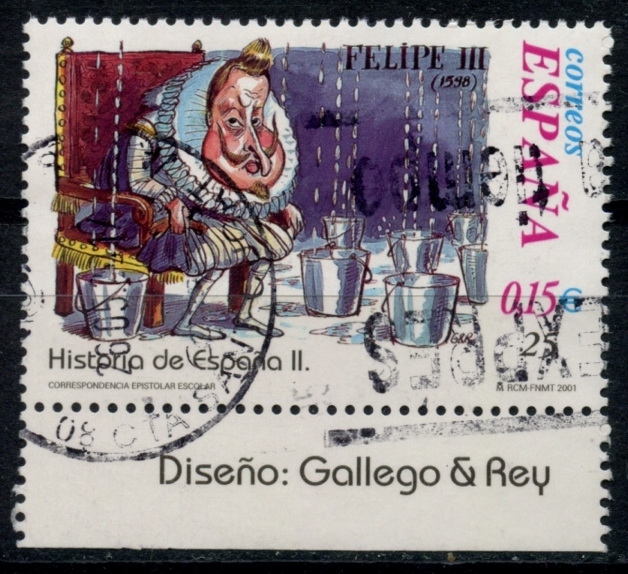 FELIPE III
(1598)
correos
ESPAÑA
0.15€
25
Historia de España II.
CORRESPONDENCIA EPISTOLAR ESCOLAR
RCM-FNMT 2001
Diseño: Gallego & Rey